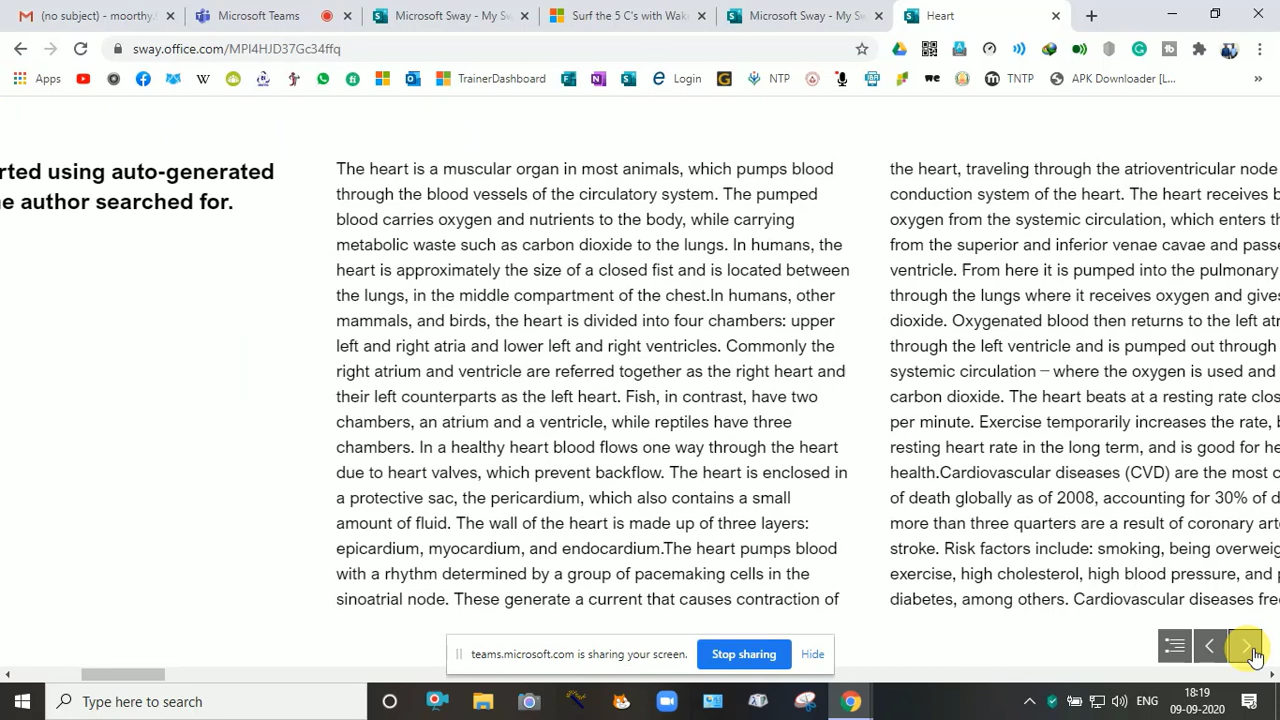 (no subject) - moorthy.
Microsoft Teams
Microsoft Sway - My Sw
Surf the 5 C's with Wak
Microsoft Sway - My Sw
Heart
sway.office.com/MPI4HJD37Gc34ffq
Apps
TrainerDashboard
Login
NTP
TNTP
APK Downloader [L...
rted using auto-generated
e author searched for.
The heart is a muscular organ in most animals, which pumps blood
through the blood vessels of the circulatory system. The pumped
blood carries oxygen and nutrients to the body, while carrying
metabolic waste such as carbon dioxide to the lungs. In humans, the
heart is approximately the size of a closed fist and is located between
the lungs, in the middle compartment of the chest.In humans, other
mammals, and birds, the heart is divided into four chambers: upper
left and right atria and lower left and right ventricles. Commonly the
right atrium and ventricle are referred together as the right heart and
their left counterparts as the left heart. Fish, in contrast, have two
chambers, an atrium and a ventricle, while reptiles have three
chambers. In a healthy heart blood flows one way through the heart
due to heart valves, which prevent backflow. The heart is enclosed in
a protective sac, the pericardium, which also contains a small
amount of fluid. The wall of the heart is made up of three layers:
epicardium, myocardium, and endocardium.The heart pumps blood
with a rhythm determined by a group of pacemaking cells in the
sinoatrial node. These generate a current that causes contraction of
the heart, traveling through the atrioventricular node
conduction system of the heart. The heart receives b
oxygen from the systemic circulation, which enters th
from the superior and inferior venae cavae and passe
ventricle. From here it is pumped into the pulmonary
through the lungs where it receives oxygen and gives
dioxide. Oxygenated blood then returns to the left atr
through the left ventricle and is pumped out through
systemic circulation − where the oxygen is used and
carbon dioxide. The heart beats at a resting rate clos
per minute. Exercise temporarily increases the rate, b
resting heart rate in the long term, and is good for he
health.Cardiovascular diseases (CVD) are the most c
of death globally as of 2008, accounting for 30% of d
more than three quarters are a result of coronary arte
stroke. Risk factors include: smoking, being overweig
exercise, high cholesterol, high blood pressure, and p
diabetes, among others. Cardiovascular diseases fre
teams.microsoft.com is sharing your screen.
Stop sharing
Hide
Type here to search
ENG
18:19
09-09-2020